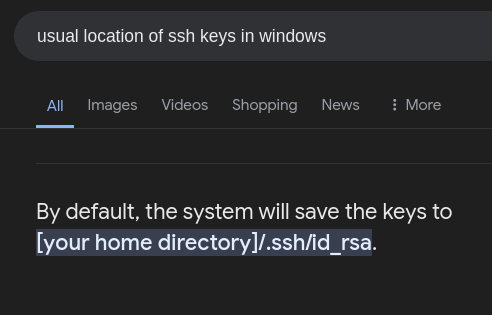 usual location of ssh keys in windows
All Images Videos Shopping News More
By default, the system will save the keys to
[your home directory]/.ssh/id_rsa.